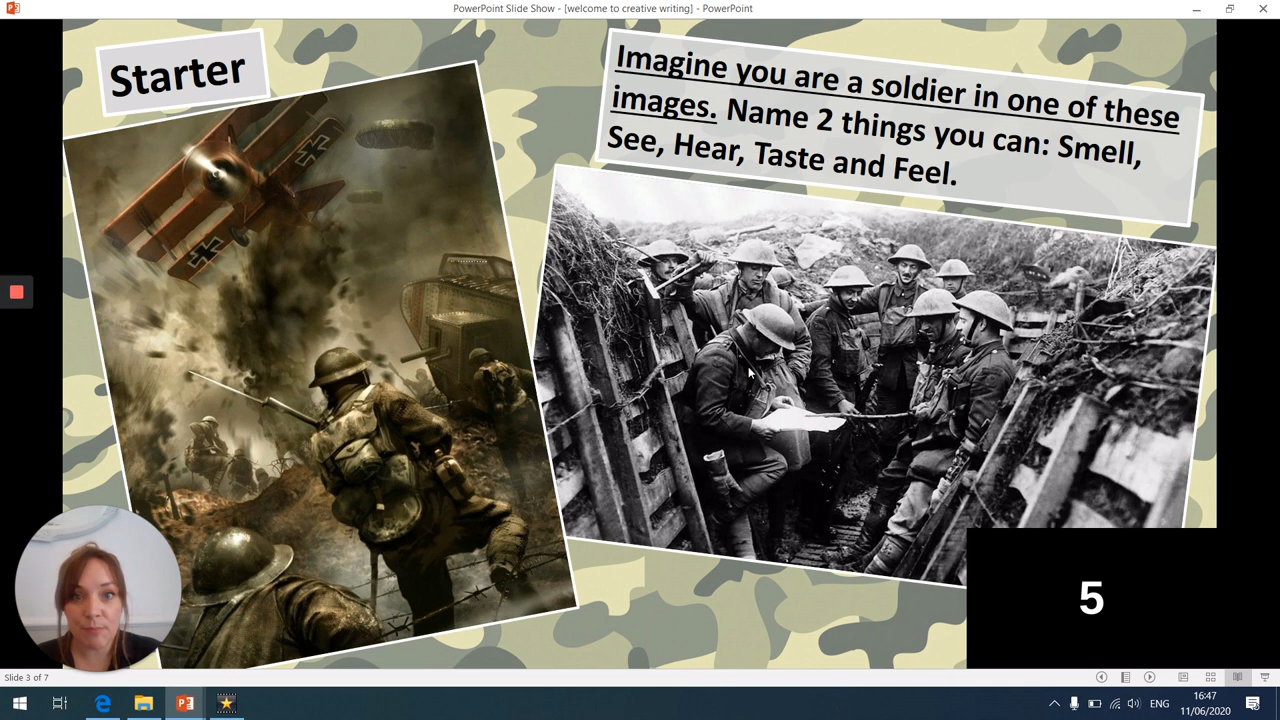 PowerPoint Slide Show - [welcome to creative writing] - PowerPoint
Starter
Imagine you are a soldier in one of these
images. Name 2 things you can: Smell,
See, Hear, Taste and Feel.
5
Slide 3 of 7
ENG
16:47
11/06/2020